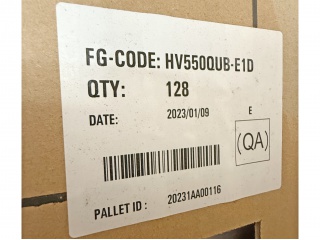 FG-CODE: HV550QUB-E1D
QTY: 128
DATE: 2023/01/09
E
(QA)
PALLET ID: 20231AA00116